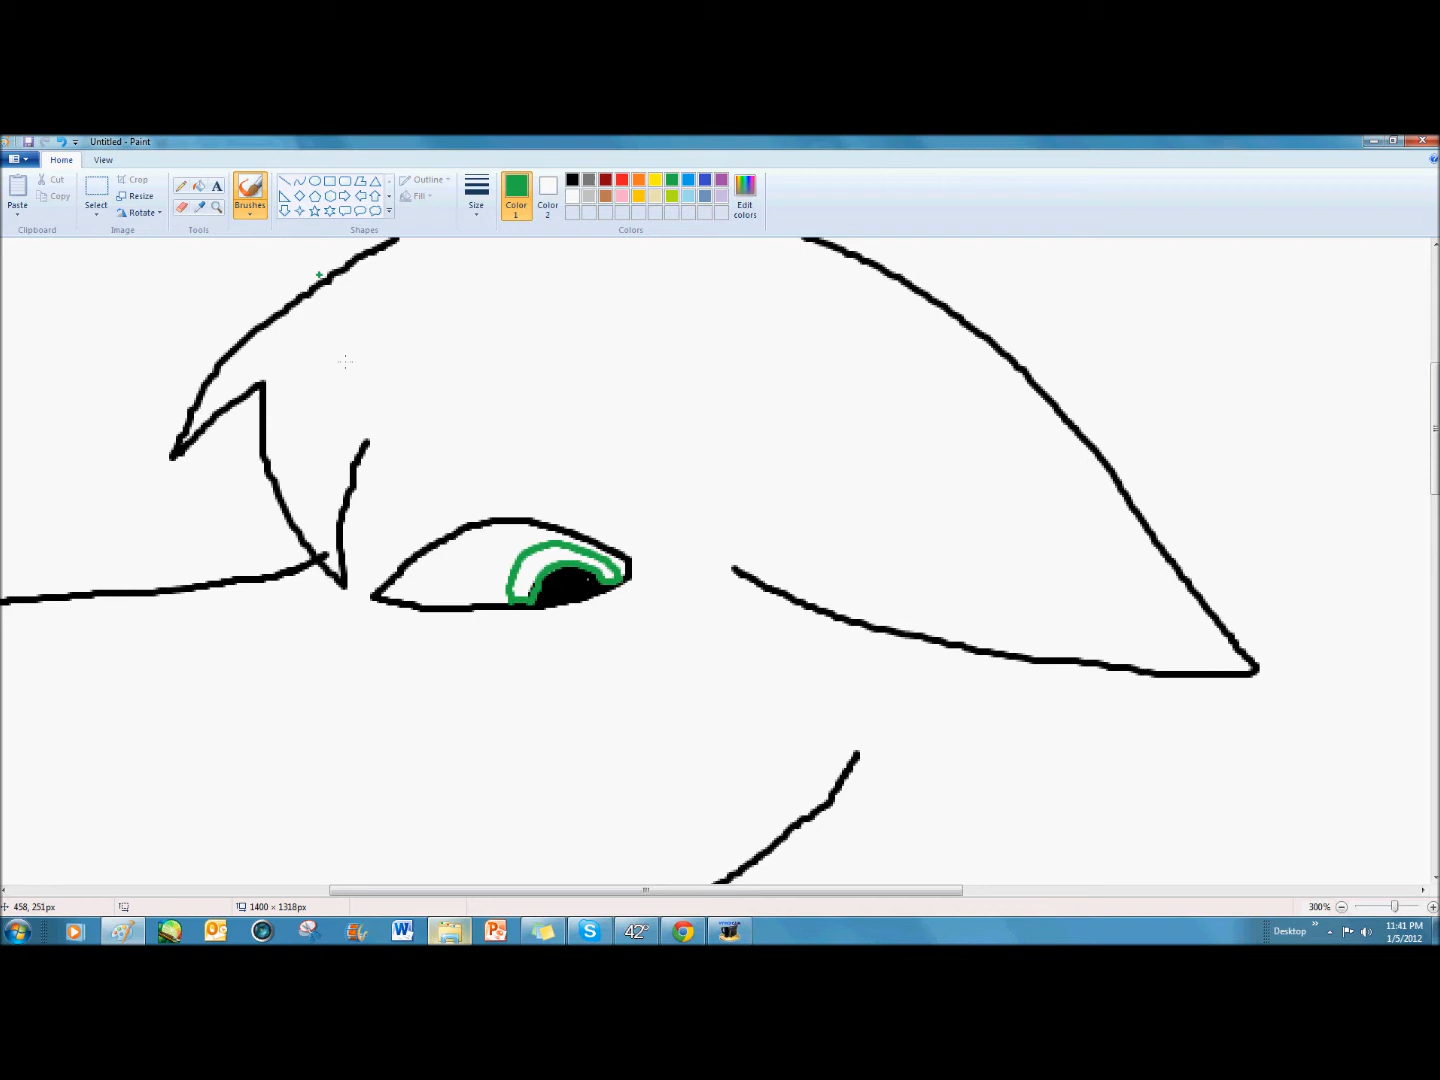 Untitled - Paint
Home View
Paste
Cut
Copy
Clipboard
Select
Crop
Resize
Rotate
Image
A
Tools
Brushes
Outline
Fill
Shapes
Size
Color 1
Color 2
Edit colors
Colors
458, 251px
1400 × 1318px
300%
W
P
S
42°
Desktop
11:41 PM
1/5/2012